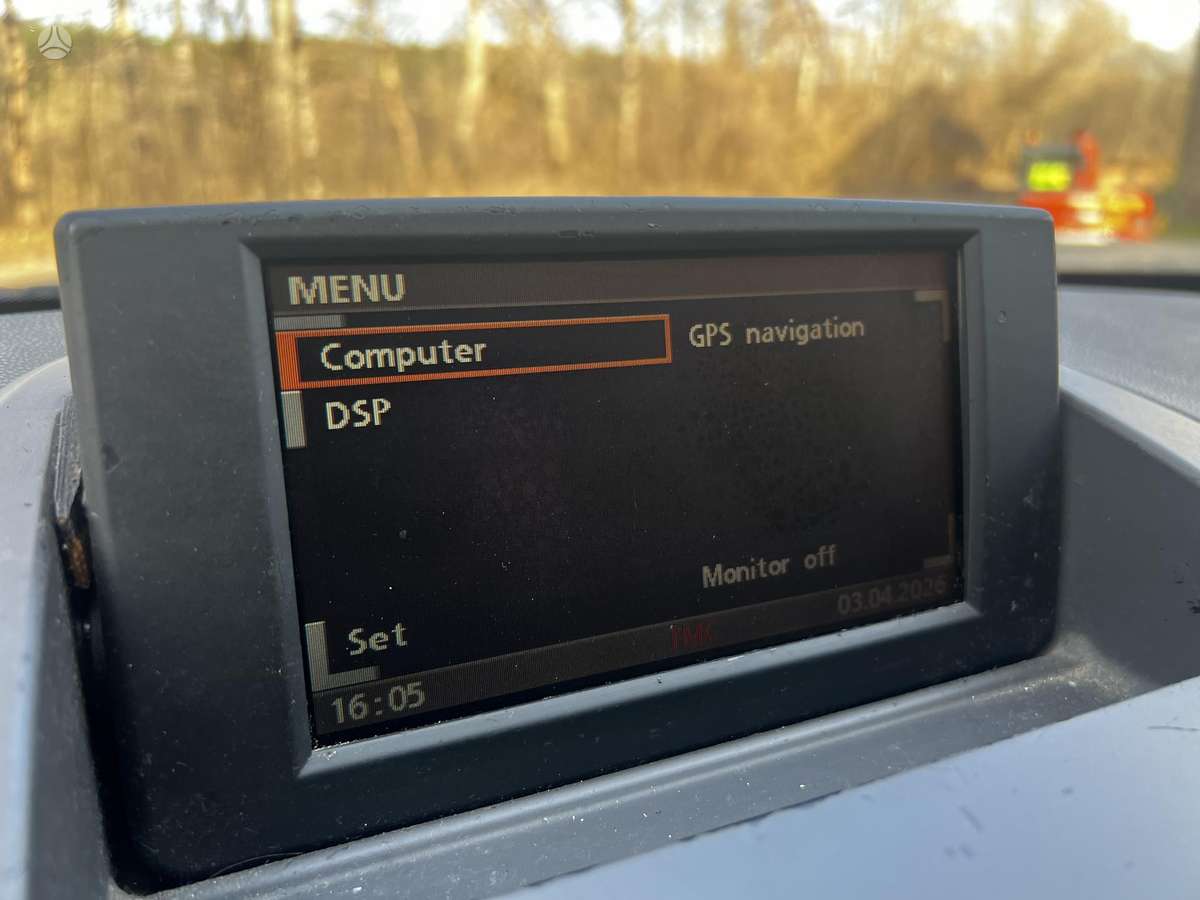 MENU
Computer
GPS navigation
DSP
Monitor off
Set
TMC
16:05
03.04.2026